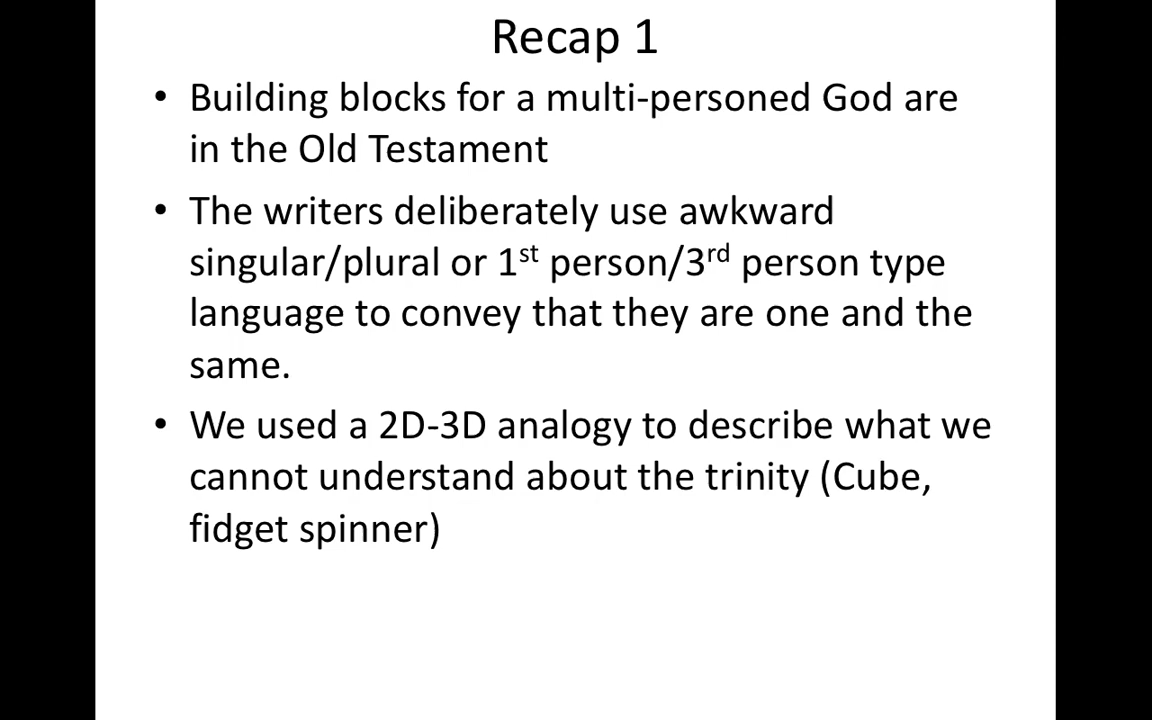 Recap 1
• Building blocks for a multi-personed God are
in the Old Testament
• The writers deliberately use awkward
singular/plural or 1st person/3rd person type
language to convey that they are one and the
same.
• We used a 2D-3D analogy to describe what we
cannot understand about the trinity (Cube,
fidget spinner)